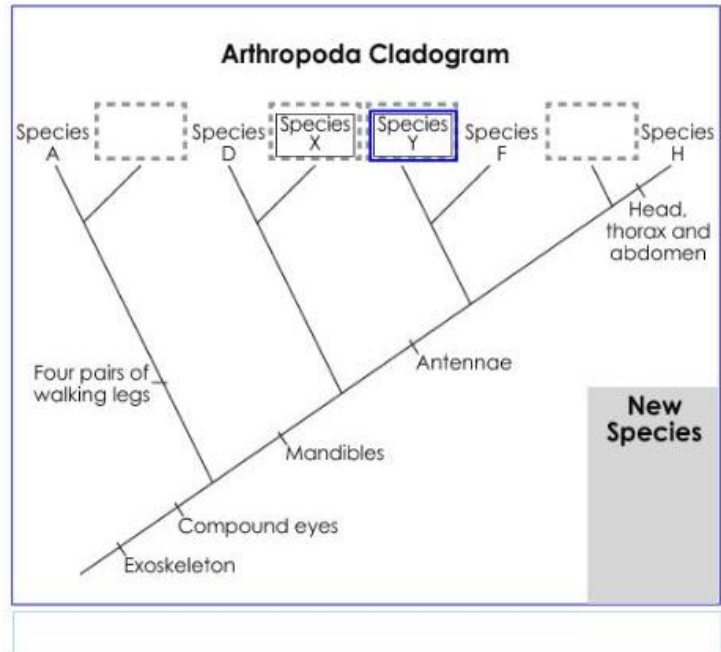 Arthropoda Cladogram
Species
A
Species
D
Species
X
Species
Y
Species
F
Species
H
Head,
thorax and
abdomen
Antennae
Four pairs of
walking legs
New
Species
Mandibles
Compound eyes
Exoskeleton